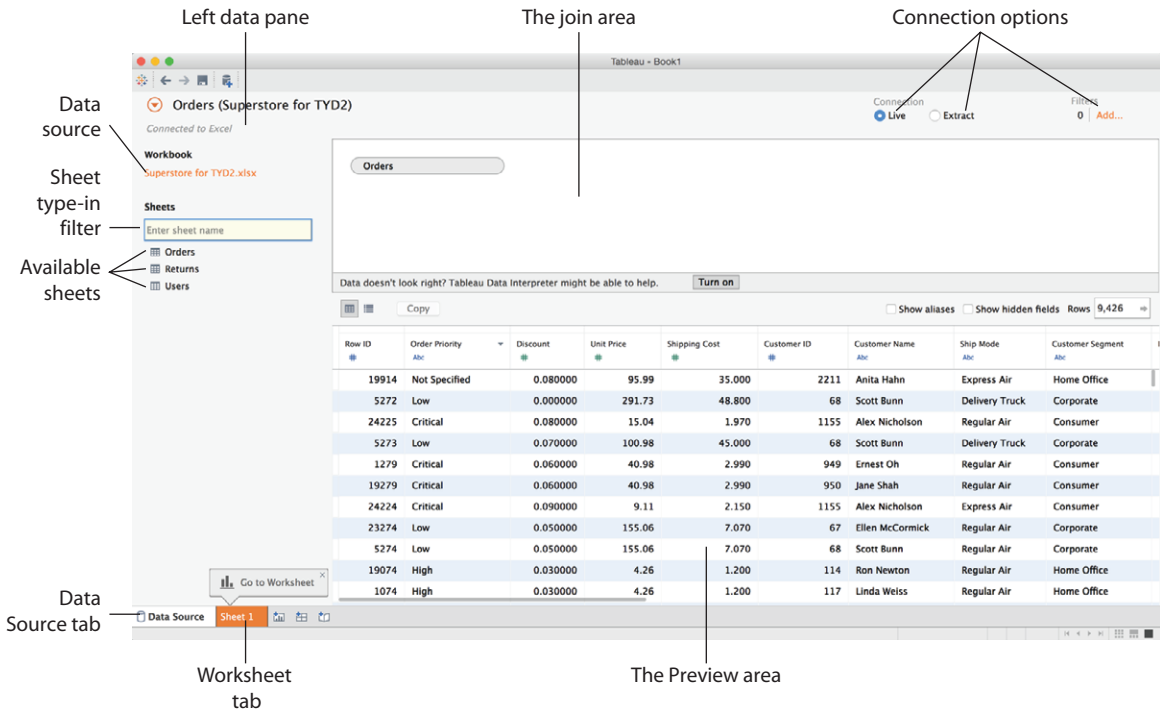 Left data pane
The join area
Connection options
Tableau - Book1
Data
source
Orders (Superstore for TYD2)
Connected to Excel
Connection
Live
Extract
Filters
0 | Add...
Workbook
Superstore for TYD2.xlsx
Sheet
type-in
filter
Sheets
Enter sheet name
Available
sheets
Orders
Returns
Users
Orders
Data doesn't look right? Tableau Data Interpreter might be able to help.
Turn on
Copy
Show aliases
Show hidden fields
Rows
9,426
Row ID Order Priority Discount Unit Price Shipping Cost Customer ID Customer Name Ship Mode Customer Segment
# Abc # # # # Abc Abc Abc
19914 Not Specified 0.080000 95.99 35.000 2211 Anita Hahn Express Air Home Office
5272 Low 0.000000 291.73 48.800 68 Scott Bunn Delivery Truck Corporate
24225 Critical 0.080000 15.04 1.970 1155 Alex Nicholson Regular Air Consumer
5273 Low 0.070000 100.98 45.000 68 Scott Bunn Delivery Truck Corporate
1279 Critical 0.060000 40.98 2.990 949 Ernest Oh Regular Air Consumer
19279 Critical 0.060000 40.98 2.990 950 Jane Shah Regular Air Consumer
24224 Critical 0.090000 9.11 2.150 1155 Alex Nicholson Express Air Consumer
23274 Low 0.050000 155.06 7.070 67 Ellen McCormick Regular Air Corporate
5274 Low 0.050000 155.06 7.070 68 Scott Bunn Regular Air Corporate
19074 High 0.030000 4.26 1.200 114 Ron Newton Regular Air Home Office
1074 High 0.030000 4.26 1.200 117 Linda Weiss Regular Air Home Office
Go to Worksheet
Data
Source tab
Data Source
Sheet 1
Worksheet
tab
The Preview area